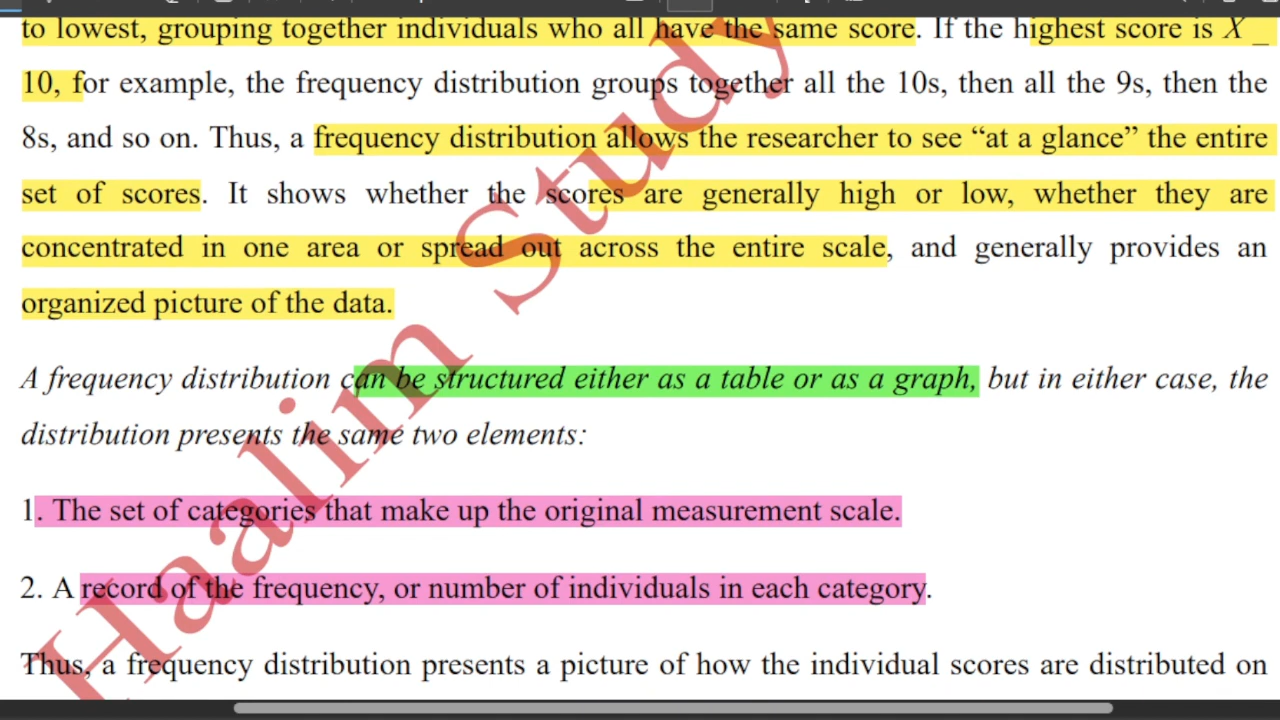 to lowest, grouping together individuals who all have the same score. If the highest score is X _
10, for example, the frequency distribution groups together all the 10s, then all the 9s, then the
8s, and so on. Thus, a frequency distribution allows the researcher to see “at a glance” the entire
set of scores. It shows whether the scores are generally high or low, whether they are
concentrated in one area or spread out across the entire scale, and generally provides an
organized picture of the data.
A frequency distribution can be structured either as a table or as a graph, but in either case, the
distribution presents the same two elements:
1. The set of categories that make up the original measurement scale.
2. A record of the frequency, or number of individuals in each category.
Thus, a frequency distribution presents a picture of how the individual scores are distributed on
Haalim Study